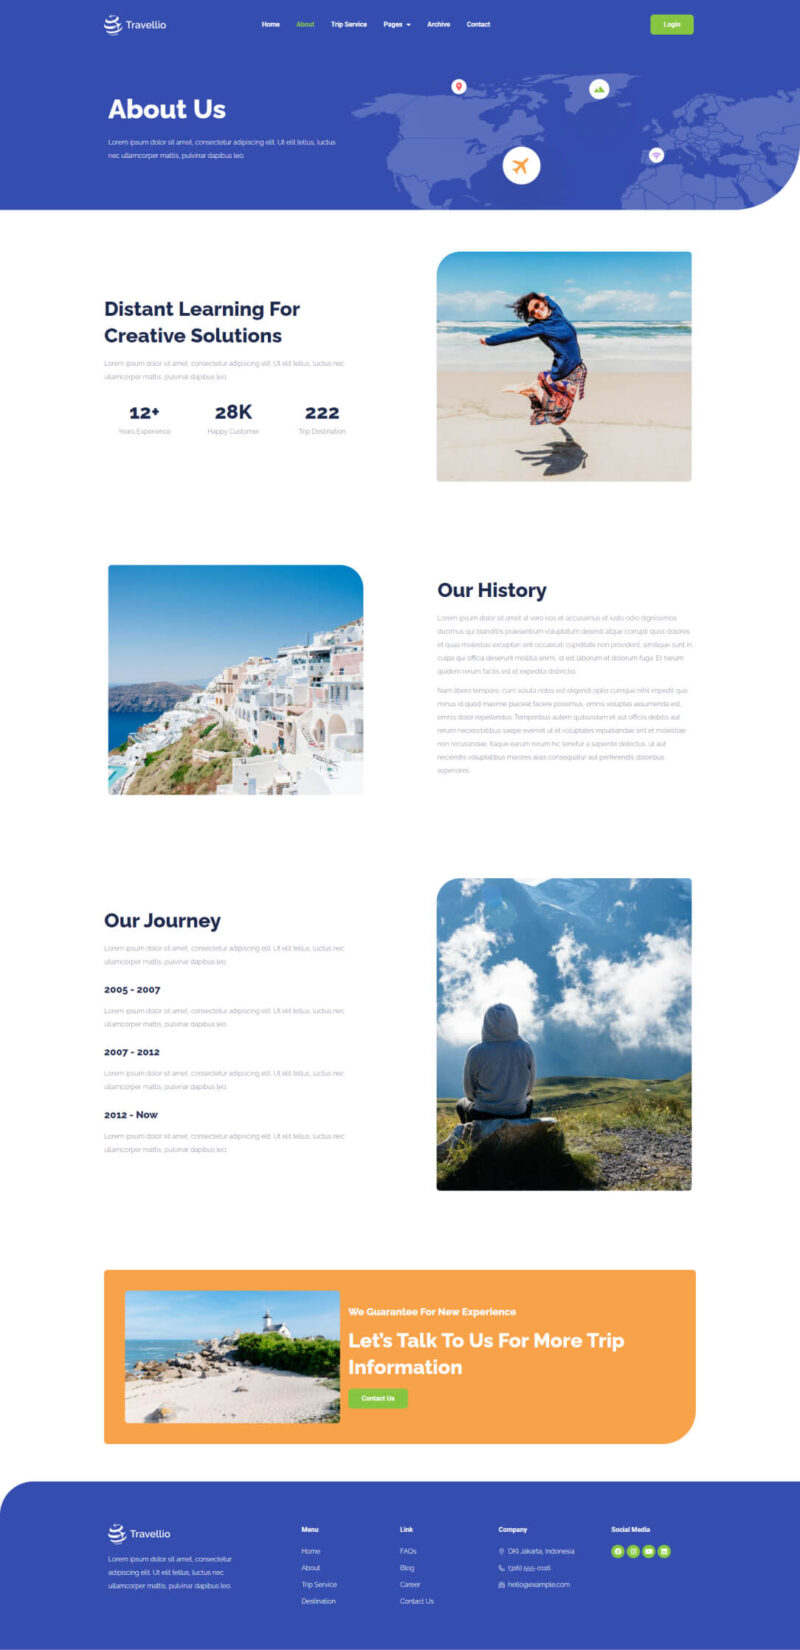 Travellio
Home About Trip Service Pages Archive Contact
Login
About Us
Lorem ipsum dolor sit amet, consectetur adipiscing elit. Ut elit tellus, luctus
nec ullamcorper mattis, pulvinar dapibus leo.
Distant Learning For
Creative Solutions
Lorem ipsum dolor sit amet, consectetur adipiscing elit. Ut elit tellus, luctus nec
ullamcorper mattis, pulvinar dapibus leo.
12+ 28K 222
Years Experience Happy Customer Trip Destination
Our History
Lorem ipsum dolor sit amet ut vero eos et accusamus et iusto odio dignissimos
ducimus qui blanditiis praesentium voluptatum deleniti atque corrupti quos dolores
et quas molestias excepturi sint occaecati cupiditate non provident, similique sunt in
culpa qui officia deserunt mollitia animi, id est laborum et dolorum fuga. Et harum
quidem rerum facilis est et expedita distinctio.
Nam libero tempore, cum soluta nobis est eligendi optio cumque nihil impedit quo
minus id quod maxime placeat facere possimus, omnis voluptas assumenda est,
omnis dolor repellendus. Temporibus autem quibusdam et aut officiis debitis aut
rerum necessitatibus saepe eveniet ut et voluptates repudiandae sint et molestiae
non recusandae. Itaque earum rerum hic tenetur a sapiente delectus, ut aut
reiciendis voluptatibus maiores alias consequatur aut perferendis doloribus
asperiores.
Our Journey
Lorem ipsum dolor sit amet, consectetur adipiscing elit. Ut elit tellus, luctus nec
ullamcorper mattis, pulvinar dapibus leo.
2005 - 2007
Lorem ipsum dolor sit amet, consectetur adipiscing elit. Ut elit tellus, luctus nec
ullamcorper mattis, pulvinar dapibus leo.
2007 - 2012
Lorem ipsum dolor sit amet, consectetur adipiscing elit. Ut elit tellus, luctus nec
ullamcorper mattis, pulvinar dapibus leo.
2012 - Now
Lorem ipsum dolor sit amet, consectetur adipiscing elit. Ut elit tellus, luctus nec
ullamcorper mattis, pulvinar dapibus leo.
We Guarantee For New Experience
Let's Talk To Us For More Trip
Information
Contact Us
Travellio
Lorem ipsum dolor sit amet, consectetur
adipiscing elit. Ut elit tellus, luctus nec
ullamcorper mattis, pulvinar dapibus leo.
Menu
Home
About
Trip Service
Destination
Link
FAQs
Blog
Career
Contact Us
Company
DKI Jakarta, Indonesia
(316) 555-0116
hello@example.com
Social Media